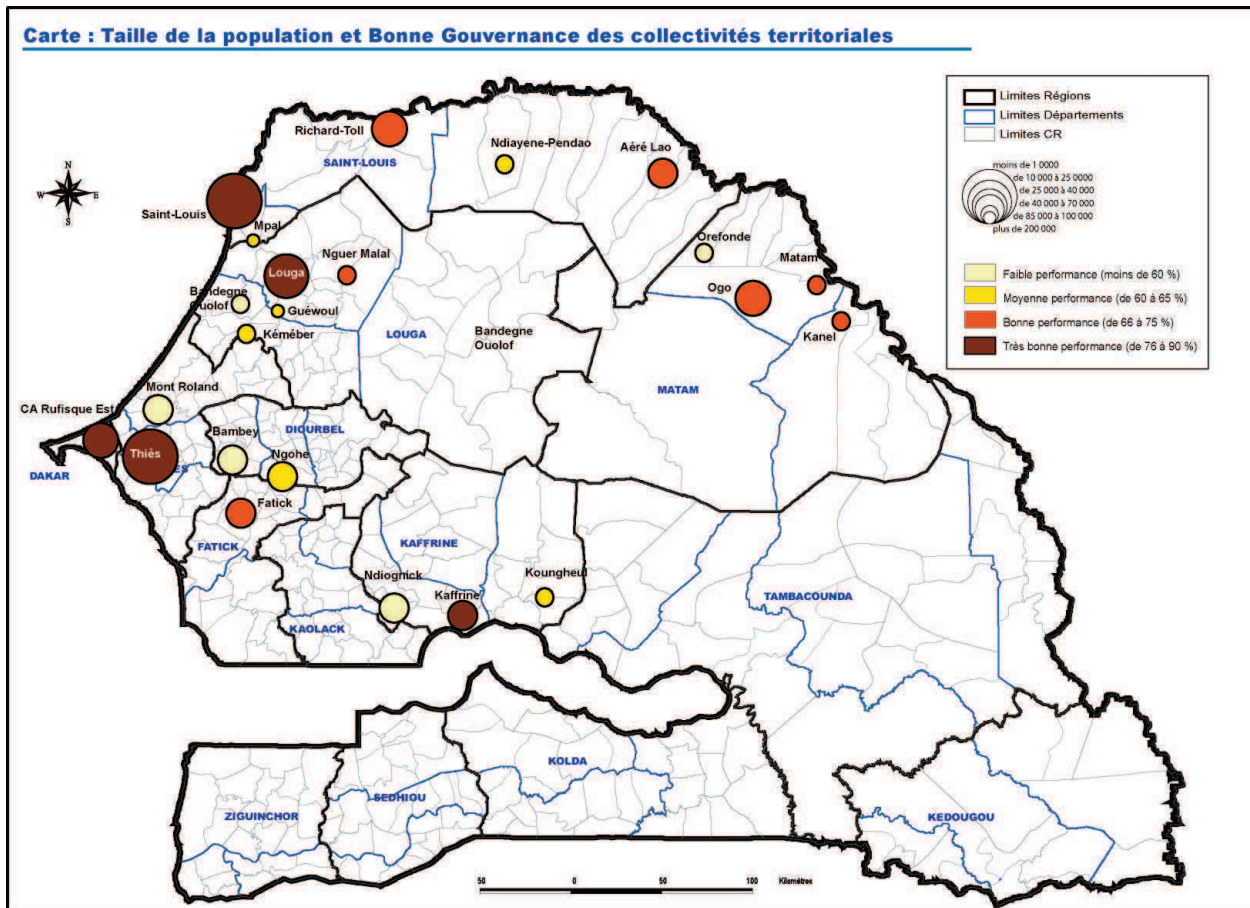 Carte : Taille de la population et Bonne Gouvernance des collectivités territoriales
Limites Régions
Limites Départements
Limites CR
moins de 1 0000
de 10 000 à 25 0000
de 25 000 à 40 000
de 40 000 à 70 000
de 85 000 à 100 000
plus de 200 000
Faible performance (moins de 60 %)
Moyenne performance (de 60 à 65 %)
Bonne performance (de 66 à 75 %)
Très bonne performance (de 76 à 90 %)
N
W
E
S
Richard-Toll
SAINT-LOUIS
Ndiayene-Pendao
Aéré Lao
Saint-Louis
Mpal
Orefonde
Louga
Nguer Malal
Matam
Ogo
Bandegne
Ouolof
Guéwoul
Kanel
Kéméber
LOUGA
Bandegne
Ouolof
MATAM
Mont Roland
CA Rufisque Est
Bambey
DIOURBEL
Thiès
ES
Ngohe
DAKAR
Fatick
FATICK
KAFFRINE
Ndiognick
Kaffrine
Koungheul
TAMBACOUNDA
KAOLACK
KOLDA
SEDHIOU
ZIGUINCHOR
KEDOUGOU
50
0
50
100
Kilométres